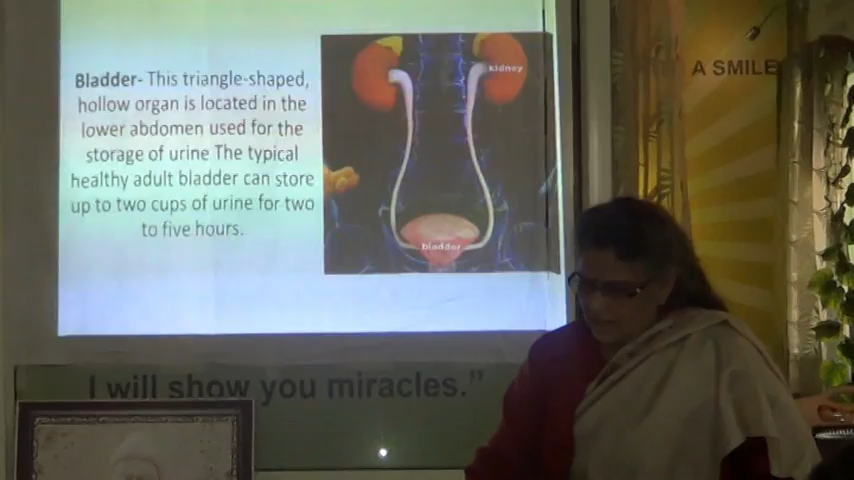 Bladder- This triangle-shaped,
hollow organ is located in the
lower abdomen used for the
storage of urine The typical
healthy adult bladder can store
up to two cups of urine for two
to five hours.
kidney
bladder
A SMILE
I will show you miracles."